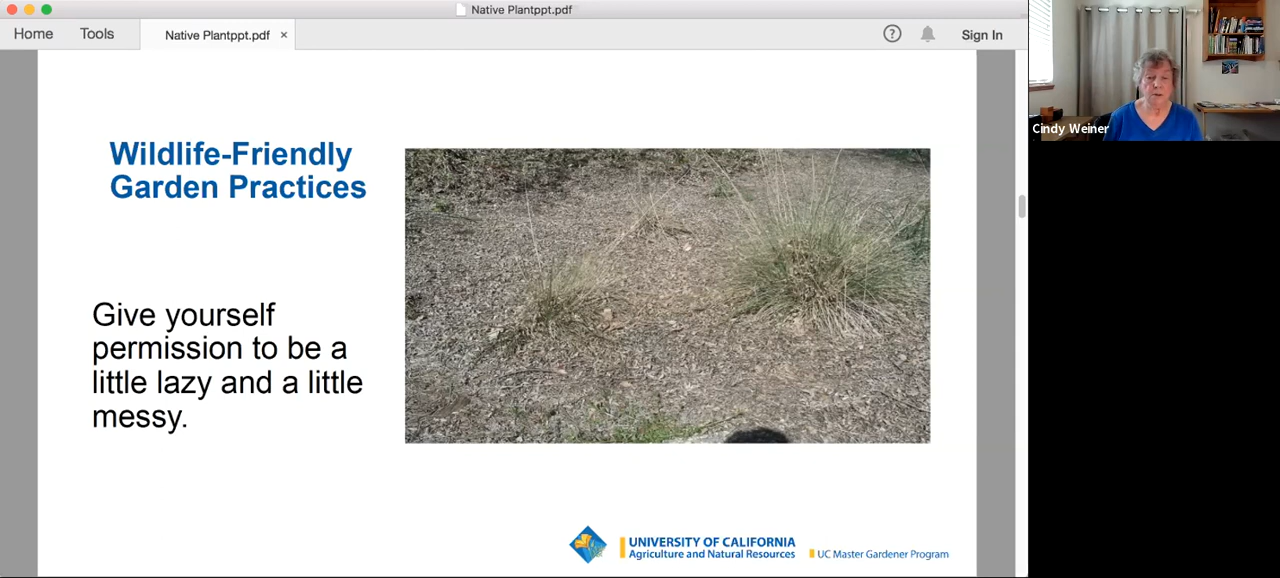 Native Plantppt.pdf
Home
Tools
Native Plantppt.pdf ×
?
Sign In
Wildlife-Friendly
Garden Practices
Give yourself
permission to be a
little lazy and a little
messy.
UNIVERSITY OF CALIFORNIA
Agriculture and Natural Resources
UC Master Gardener Program
Cindy Weiner